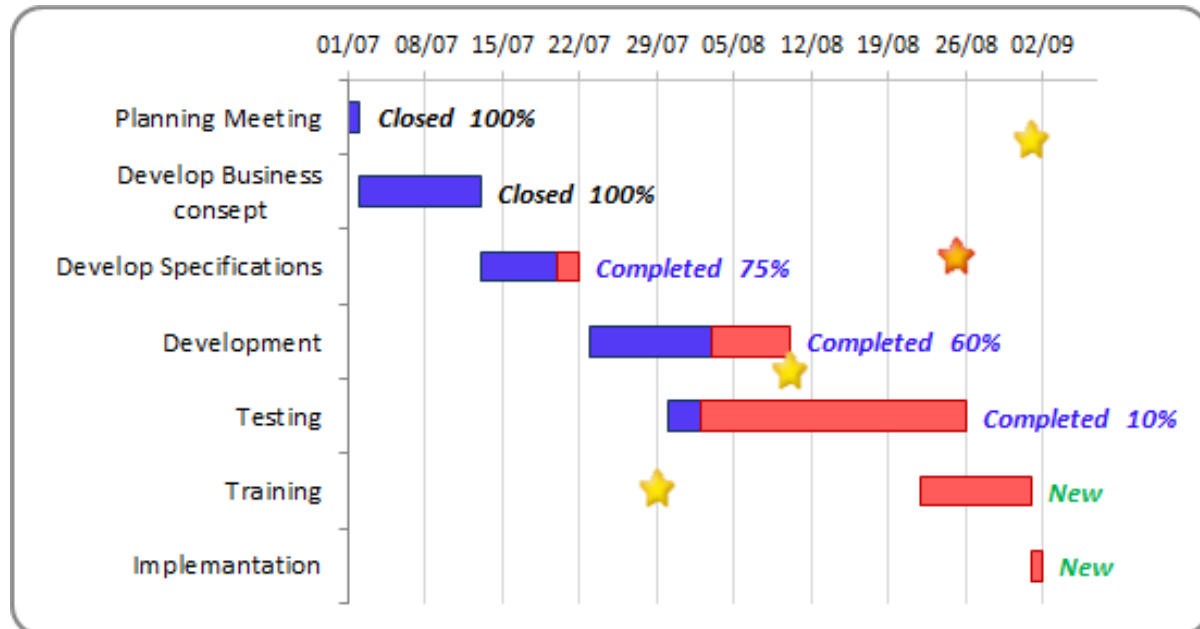 01/07 08/07 15/07 22/07 29/07 05/08 12/08 19/08 26/08 02/09
Planning Meeting
Closed 100%
Develop Business
consept
Closed 100%
Develop Specifications
Completed 75%
Development
Completed 60%
Testing
Completed 10%
Training
New
Implemantation
New